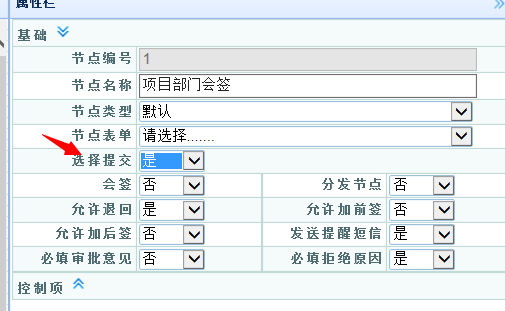 属性栏
基础
节点编号 1
节点名称 项目部门会签
节点类型 默认
节点表单 请选择.......
选择提交 是
会签 否 分发节点 否
允许退回 是 允许加前签 否
允许加后签 否 发送提醒短信 是
必填审批意见 否 必填拒绝原因 是
控制项